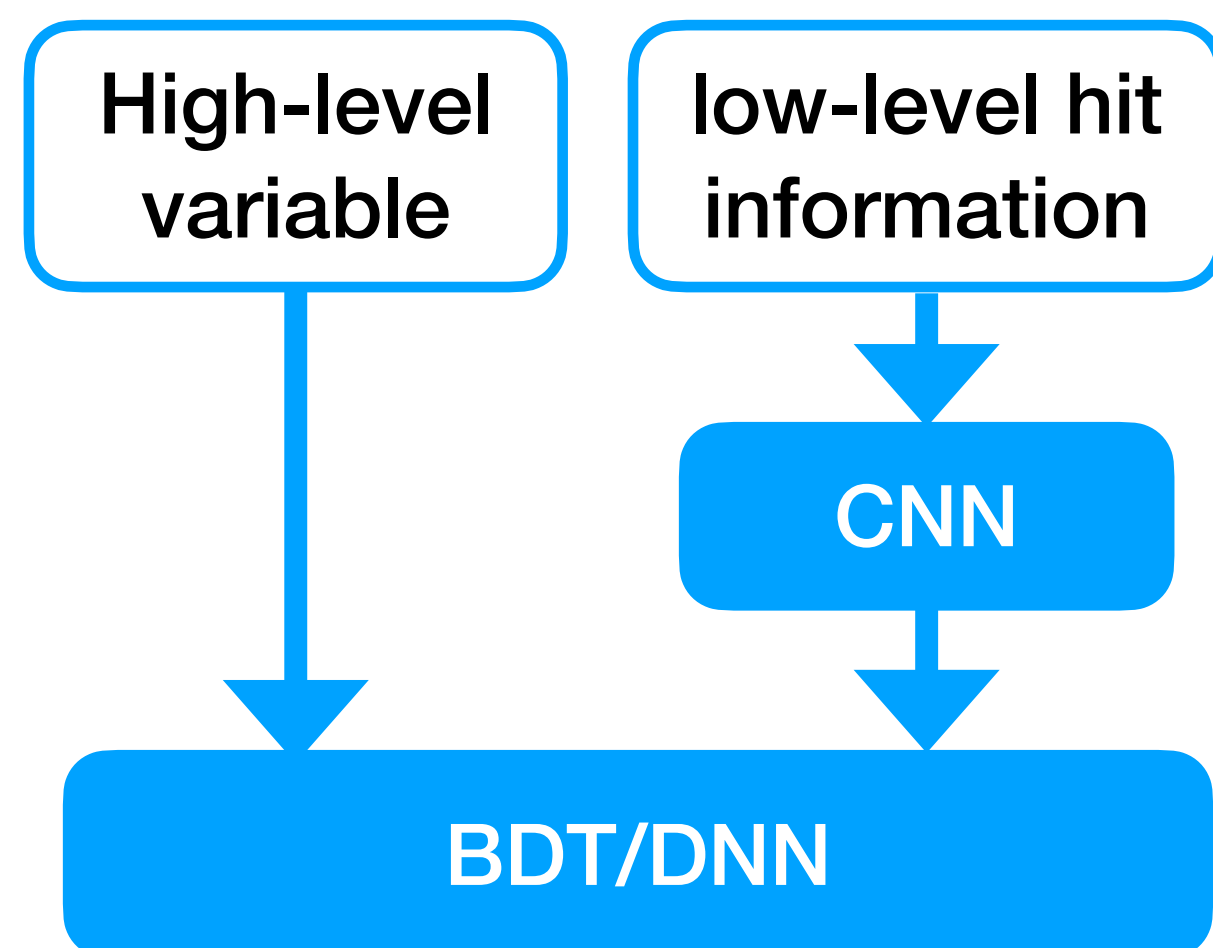 High-level
variable
low-level hit
information
CNN
BDT/DNN